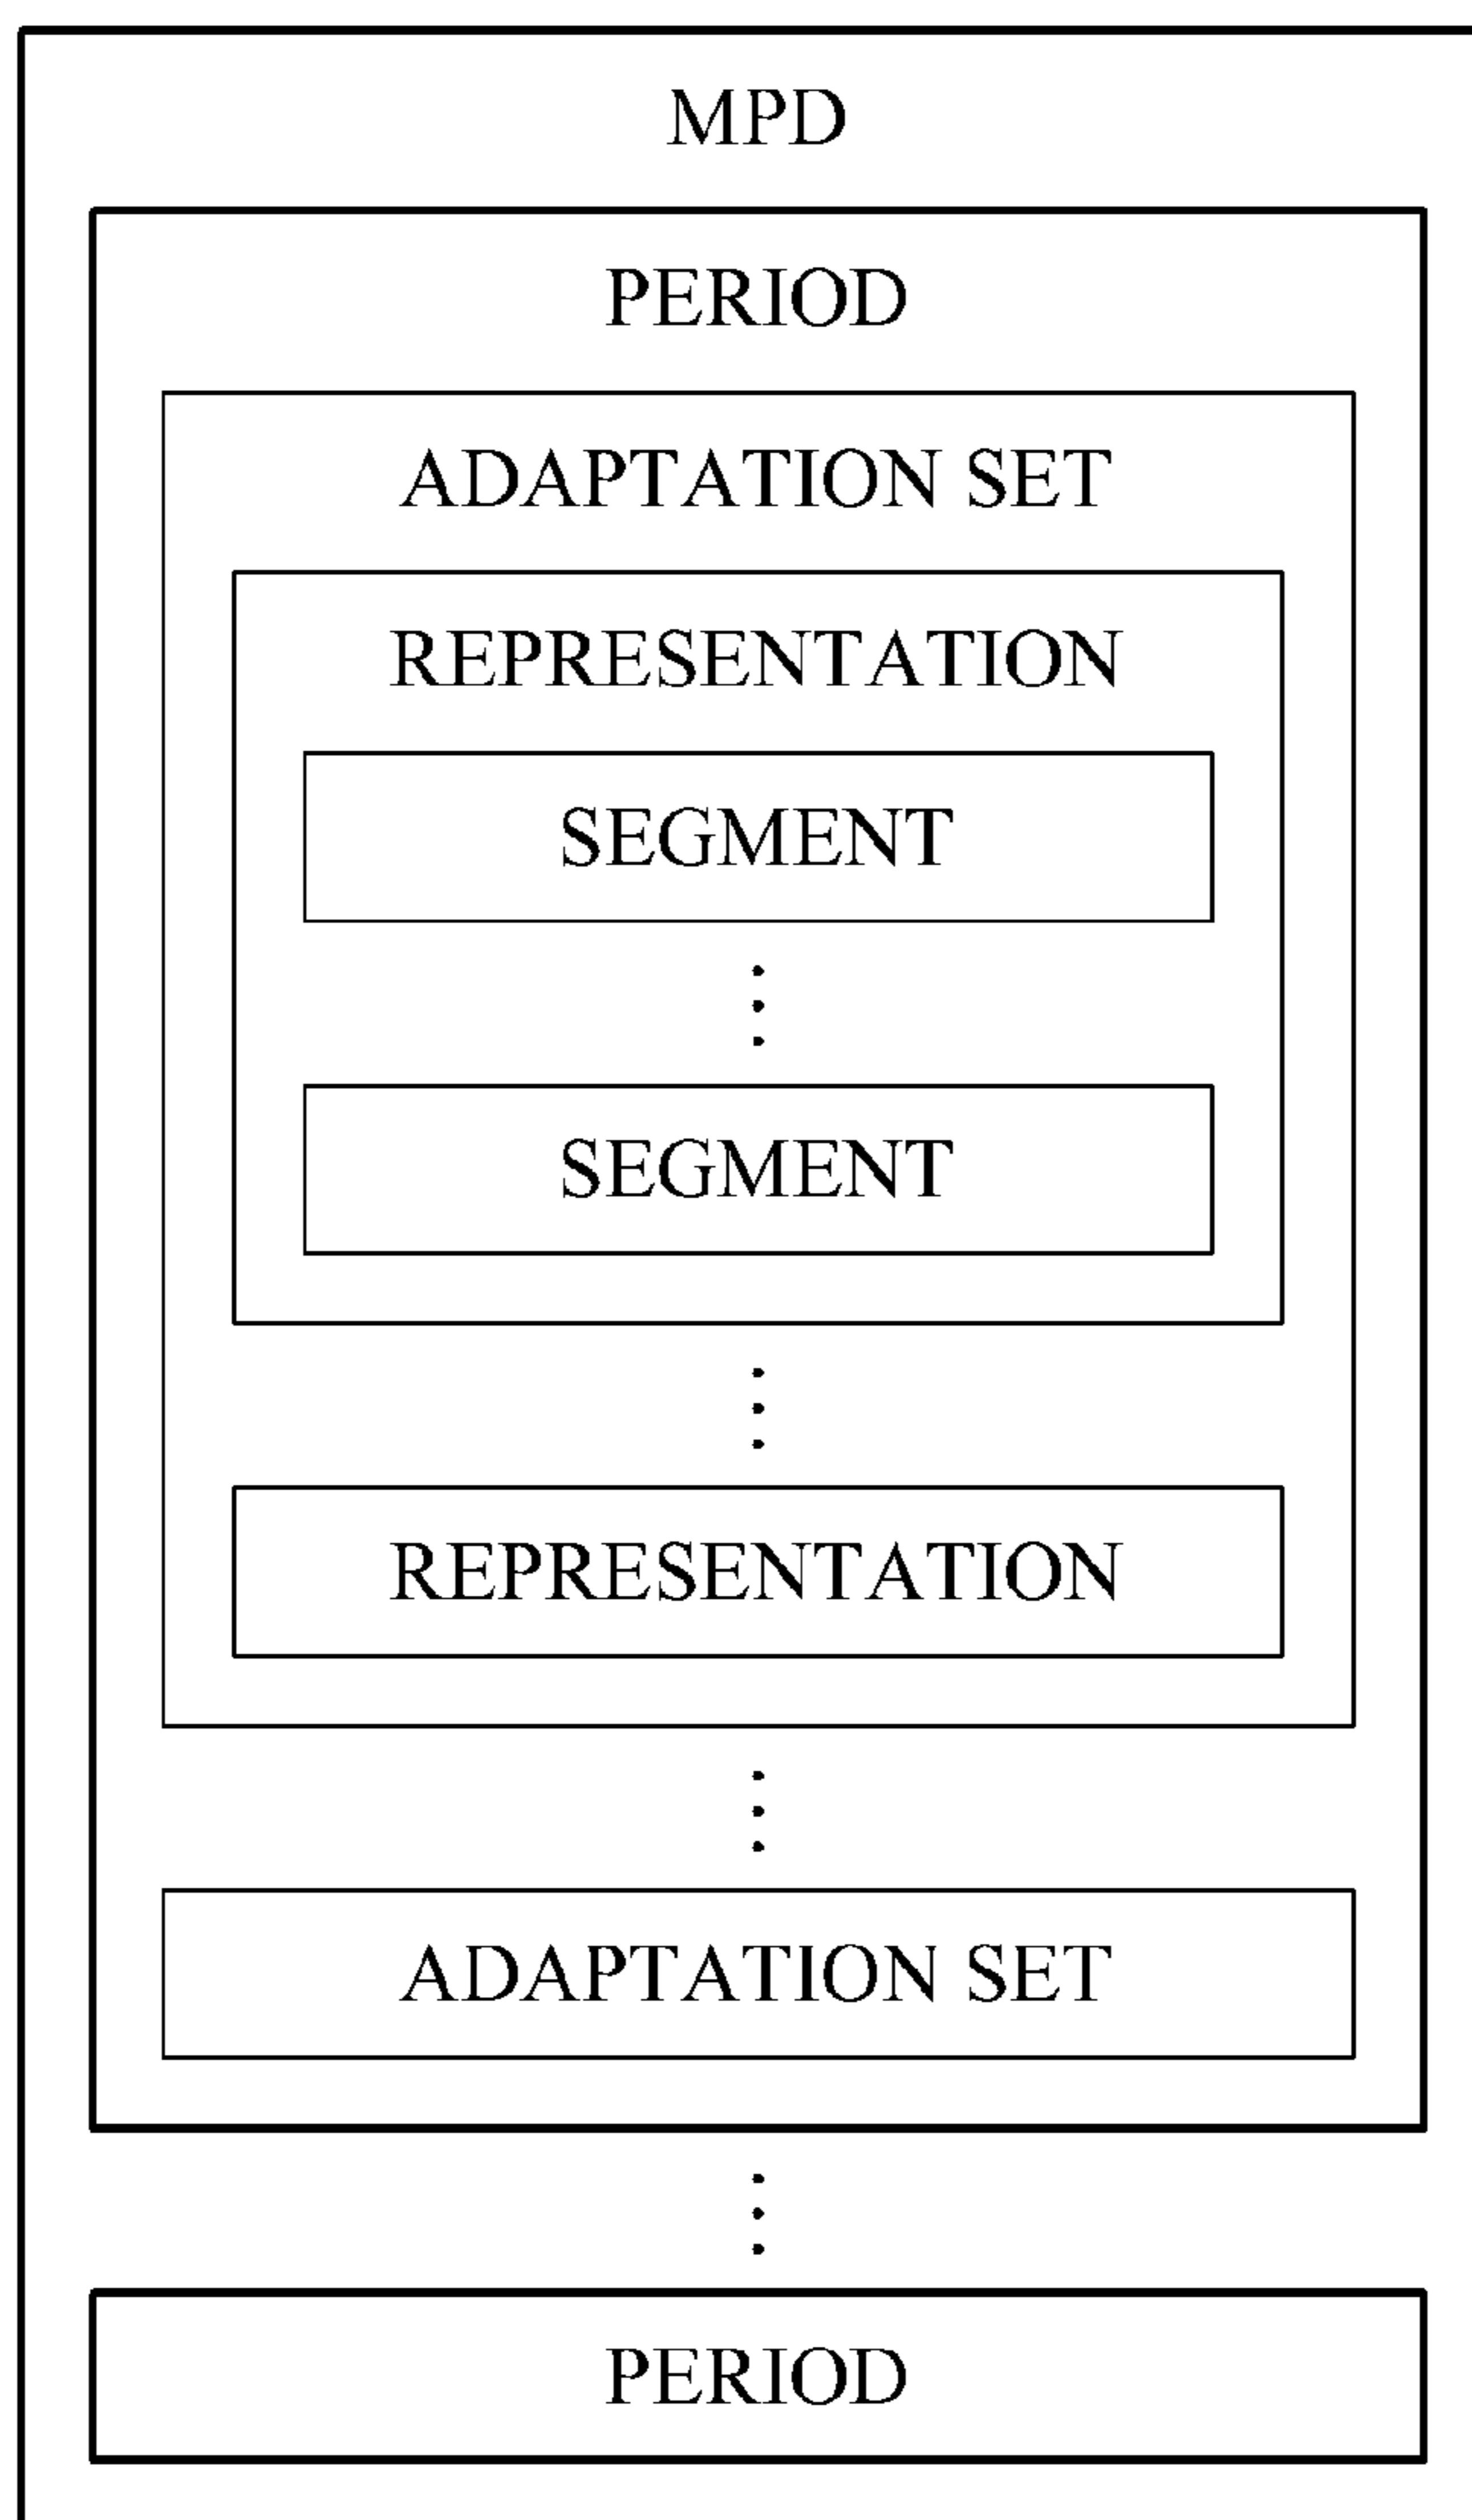 MPD
PERIOD
ADAPTATION SET
REPRESENTATION
SEGMENT
SEGMENT
REPRESENTATION
ADAPTATION SET
PERIOD